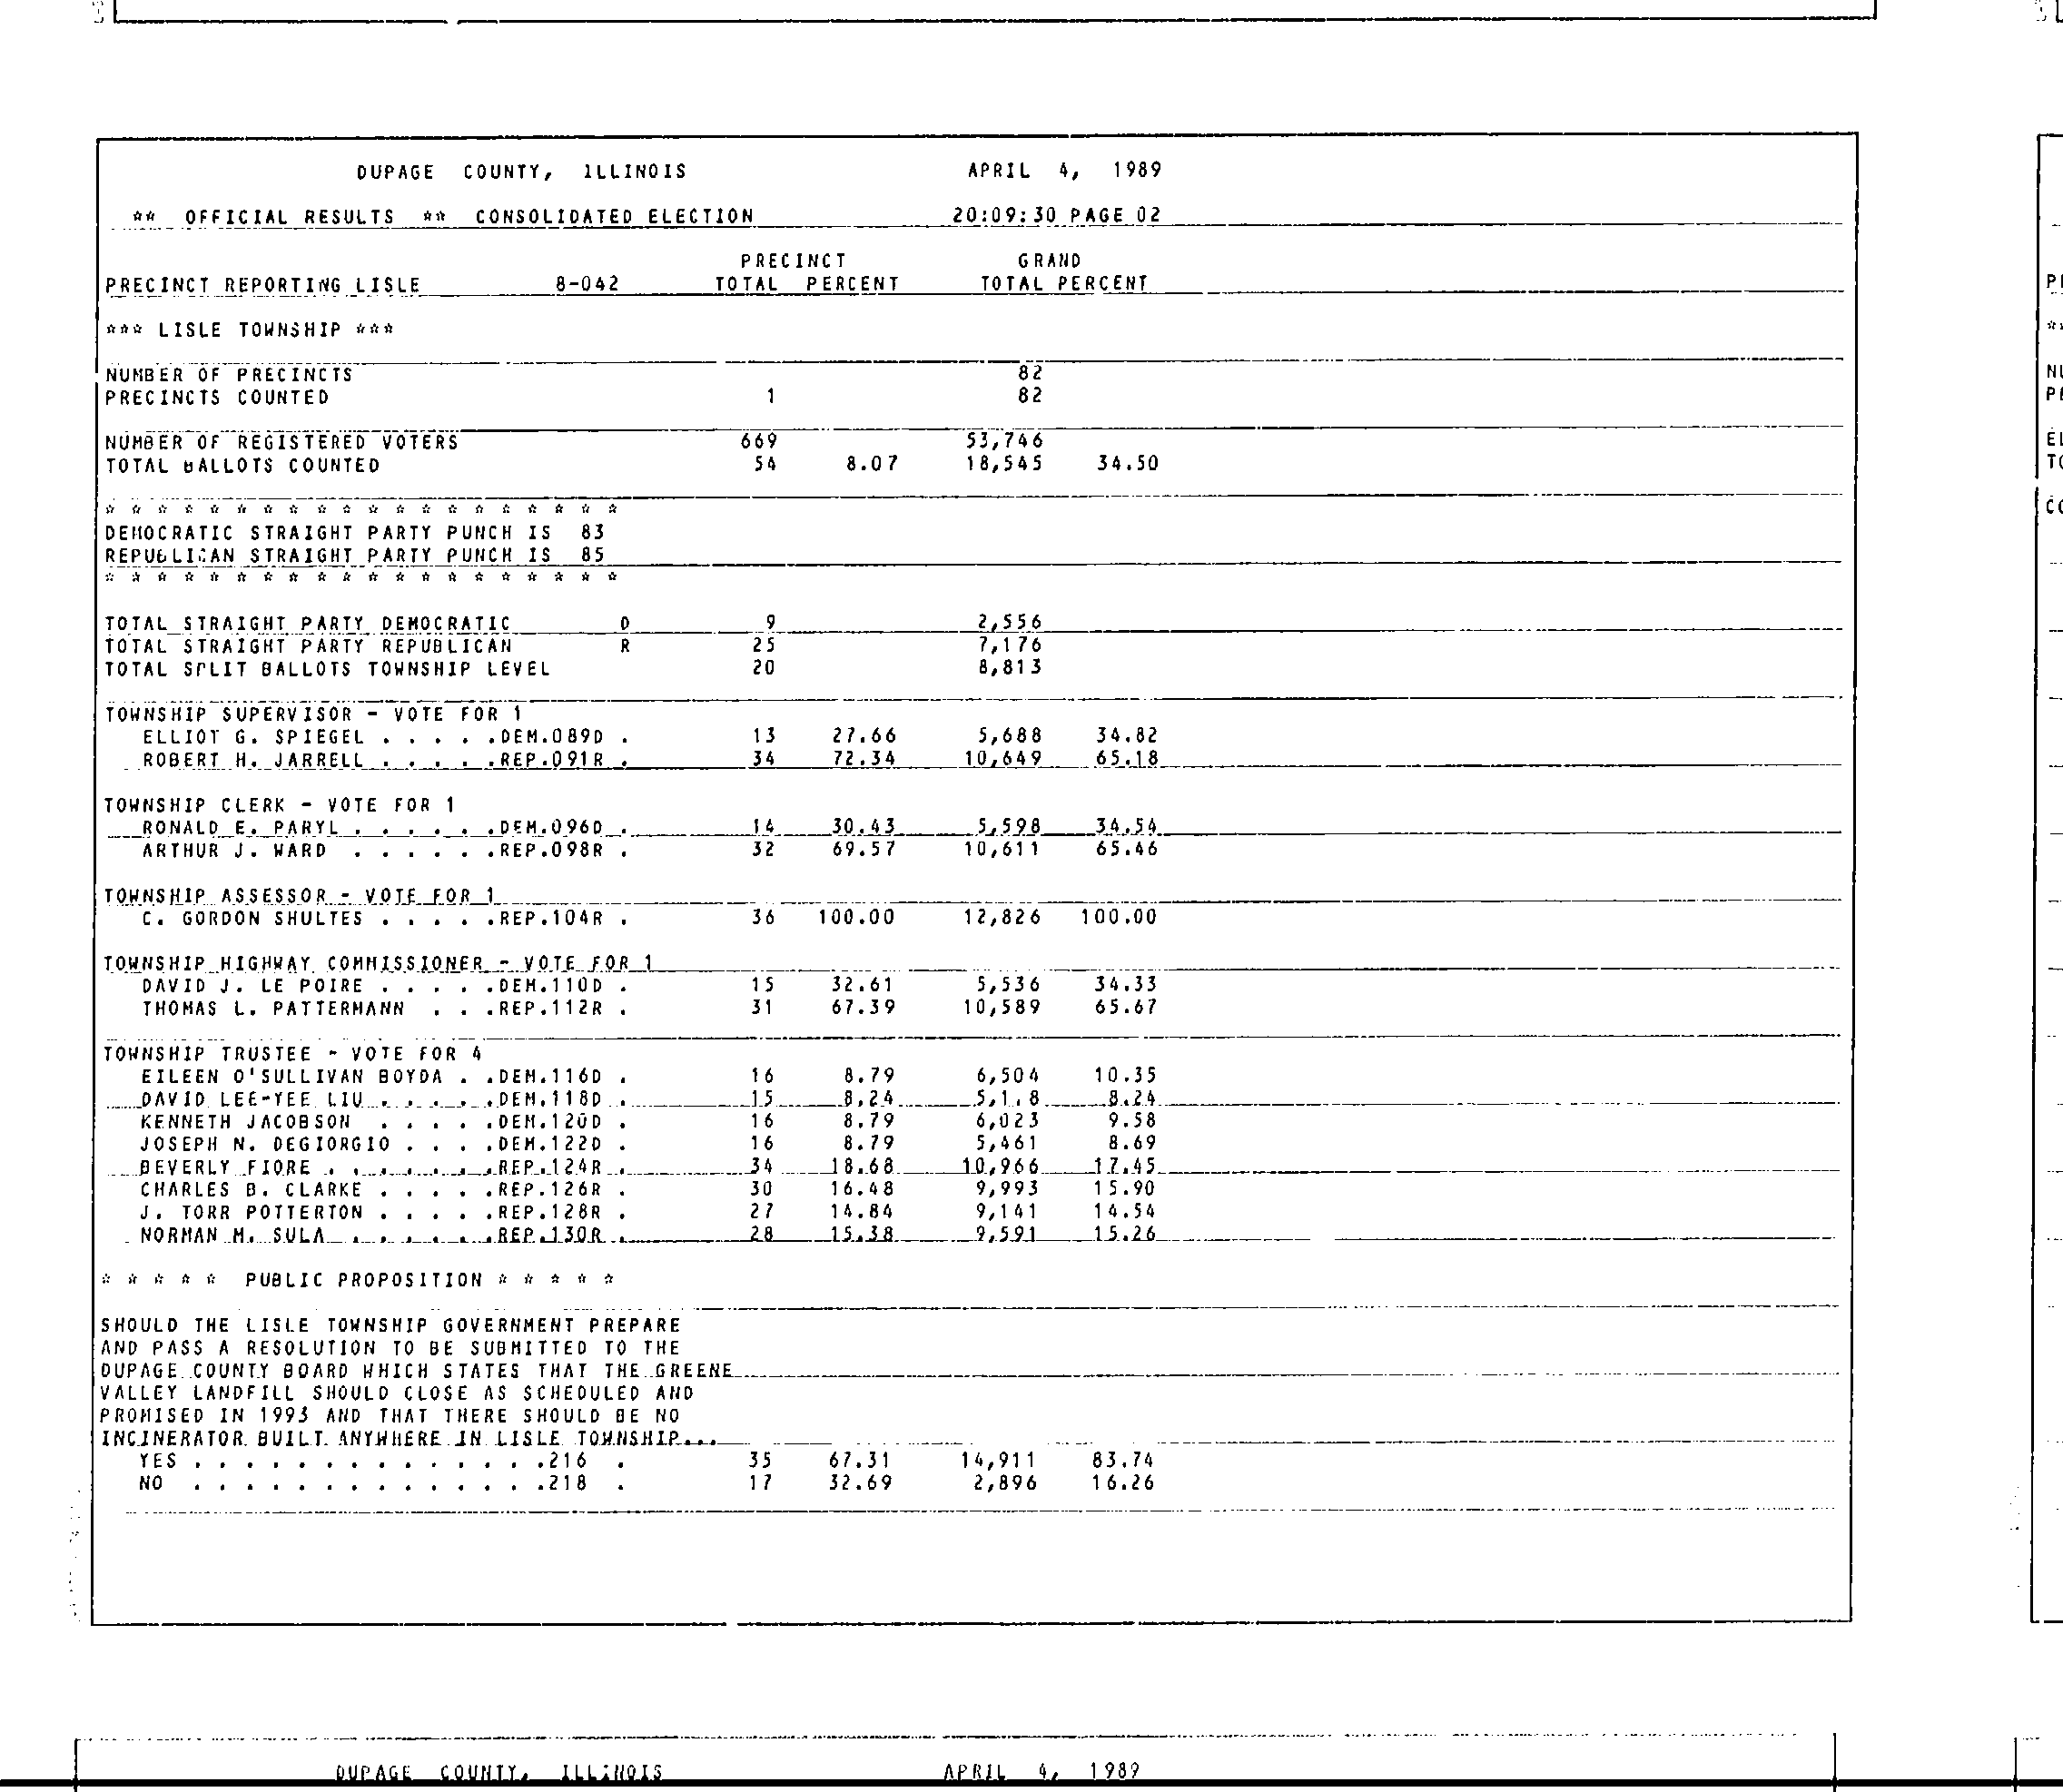 DUPAGE COUNTY, ILLINOIS APRIL 4, 1989
** OFFICIAL RESULTS ** CONSOLIDATED ELECTION 20:09:30 PAGE 02
PRECINCT GRAND
PRECINCT REPORTING LISLE 8-042 TOTAL PERCENT TOTAL PERCENT
*** LISLE TOWNSHIP ***
NUMBER OF PRECINCTS 82
PRECINCTS COUNTED 1 82
NUMBER OF REGISTERED VOTERS 669 53,746
TOTAL BALLOTS COUNTED 54 8.07 18,545 34.50
* * * * * * * * * * * * * * * * * * * *
DEMOCRATIC STRAIGHT PARTY PUNCH IS 83
REPUBLICAN STRAIGHT PARTY PUNCH IS 85
* * * * * * * * * * * * * * * * * * * *
TOTAL STRAIGHT PARTY DEMOCRATIC D 9 2,556
TOTAL STRAIGHT PARTY REPUBLICAN R 25 7,176
TOTAL SPLIT BALLOTS TOWNSHIP LEVEL 20 8,813
TOWNSHIP SUPERVISOR - VOTE FOR 1
ELLIOT G. SPIEGEL . . . . .DEM.089D . 13 27.66 5,688 34.82
ROBERT H. JARRELL . . . . .REP.091R . 34 72.34 10,649 65.18
TOWNSHIP CLERK - VOTE FOR 1
RONALD E. PARYL . . . . . .DEM.096D . 14 30.43 5,598 34.54
ARTHUR J. WARD . . . . . .REP.098R . 32 69.57 10,611 65.46
TOWNSHIP ASSESSOR - VOTE FOR 1
C. GORDON SHULTES . . . . .REP.104R . 36 100.00 12,826 100.00
TOWNSHIP HIGHWAY COMMISSIONER - VOTE FOR 1
DAVID J. LE POIRE . . . . .DEM.110D . 15 32.61 5,536 34.33
THOMAS L. PATTERMANN . . .REP.112R . 31 67.39 10,589 65.67
TOWNSHIP TRUSTEE - VOTE FOR 4
EILEEN O'SULLIVAN BOYDA . .DEM.116D . 16 8.79 6,504 10.35
DAVID LEE-YEE LIU . . . . .DEM.118D . 15 8.24 8.24
KENNETH JACOBSON . . . . .DEM.120D . 16 8.79 6,023 9.58
JOSEPH N. DEGIORGIO . . . .DEM.122D . 16 8.79 5,461 8.69
BEVERLY FIORE . . . . . . .REP.124R . 34 18.68 10,966 17.45
CHARLES B. CLARKE . . . . .REP.126R . 30 16.48 9,993 15.90
J. TORR POTTERTON . . . . .REP.128R . 27 14.84 9,141 14.54
NORMAN M. SULA . . . . . .REP.130R . 28 15.38 9,591 15.26
* * * * * PUBLIC PROPOSITION * * * * *
SHOULD THE LISLE TOWNSHIP GOVERNMENT PREPARE
AND PASS A RESOLUTION TO BE SUBMITTED TO THE
DUPAGE COUNTY BOARD WHICH STATES THAT THE GREENE
VALLEY LANDFILL SHOULD CLOSE AS SCHEDULED AND
PROMISED IN 1993 AND THAT THERE SHOULD BE NO
INCINERATOR BUILT ANYWHERE IN LISLE TOWNSHIP...
YES . . . . . . . . . . . . . .216 . 35 67.31 14,911 83.74
NO . . . . . . . . . . . . . .218 . 17 32.69 2,896 16.26
DUPAGE COUNTY, ILLINOIS APRIL 4, 1989